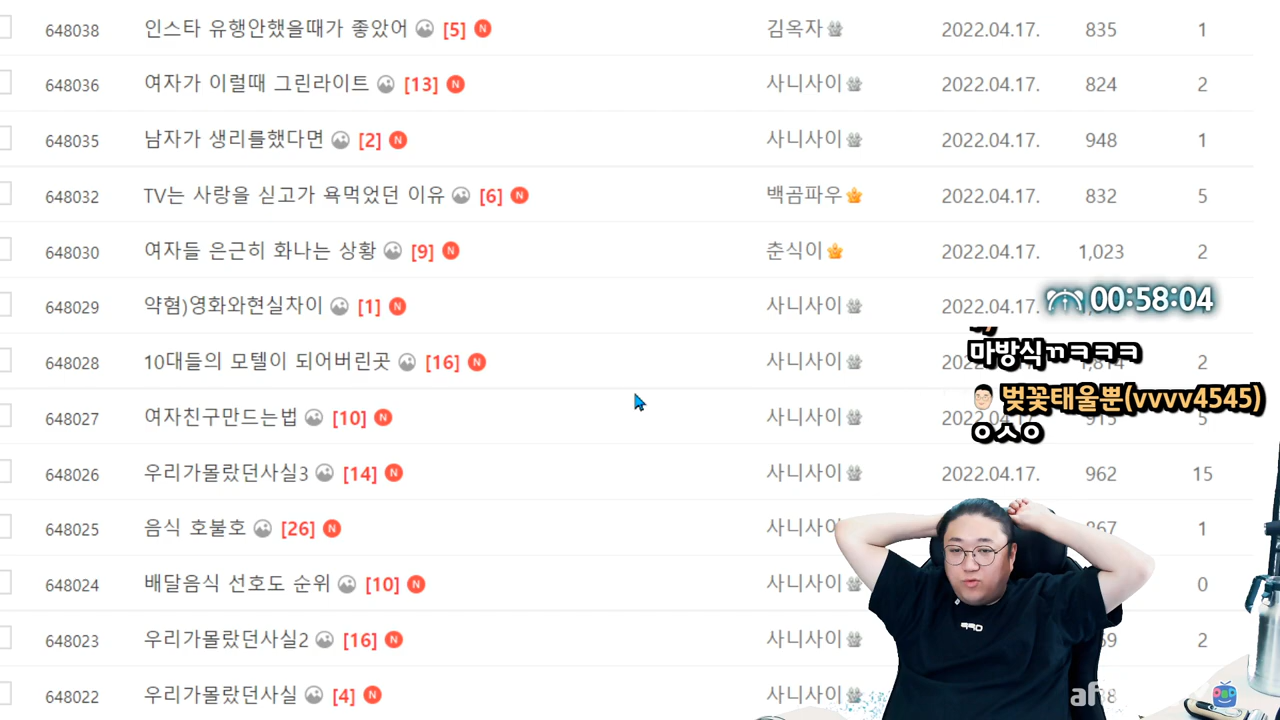 648038 인스타 유행안했을때가 좋았어 [5] N 김옥자 2022.04.17. 835 1
648036 여자가 이럴때 그린라이트 [13] N 사니사이 2022.04.17. 824 2
648035 남자가 생리를했다면 [2] N 사니사이 2022.04.17. 948 1
648032 TV는 사랑을 싣고가 욕먹었던 이유 [6] N 백곰파우 2022.04.17. 832 5
648030 여자들 은근히 화나는 상황 [9] N 춘식이 2022.04.17. 1,023 2
648029 약혐)영화와현실차이 [1] N 사니사이 2022.04.17.
00:58:04
마방식ㄲㅋㅋㅋ
648028 10대들의 모텔이 되어버린곳 [16] N 사니사이 1,814 2
벚꽃태울뿐(vvvv4545)
648027 여자친구만드는법 [10] N 사니사이 2022.04.17. 915 5
ㅇㅅㅇ
648026 우리가몰랐던사실3 [14] N 사니사이 2022.04.17. 962 15
648025 음식 호불호 [26] N 사니사이 867 1
648024 배달음식 선호도 순위 [10] N 사니사이 0
648023 우리가몰랐던사실2 [16] N 사니사이 2
648022 우리가몰랐던사실 [4] N 사니사이